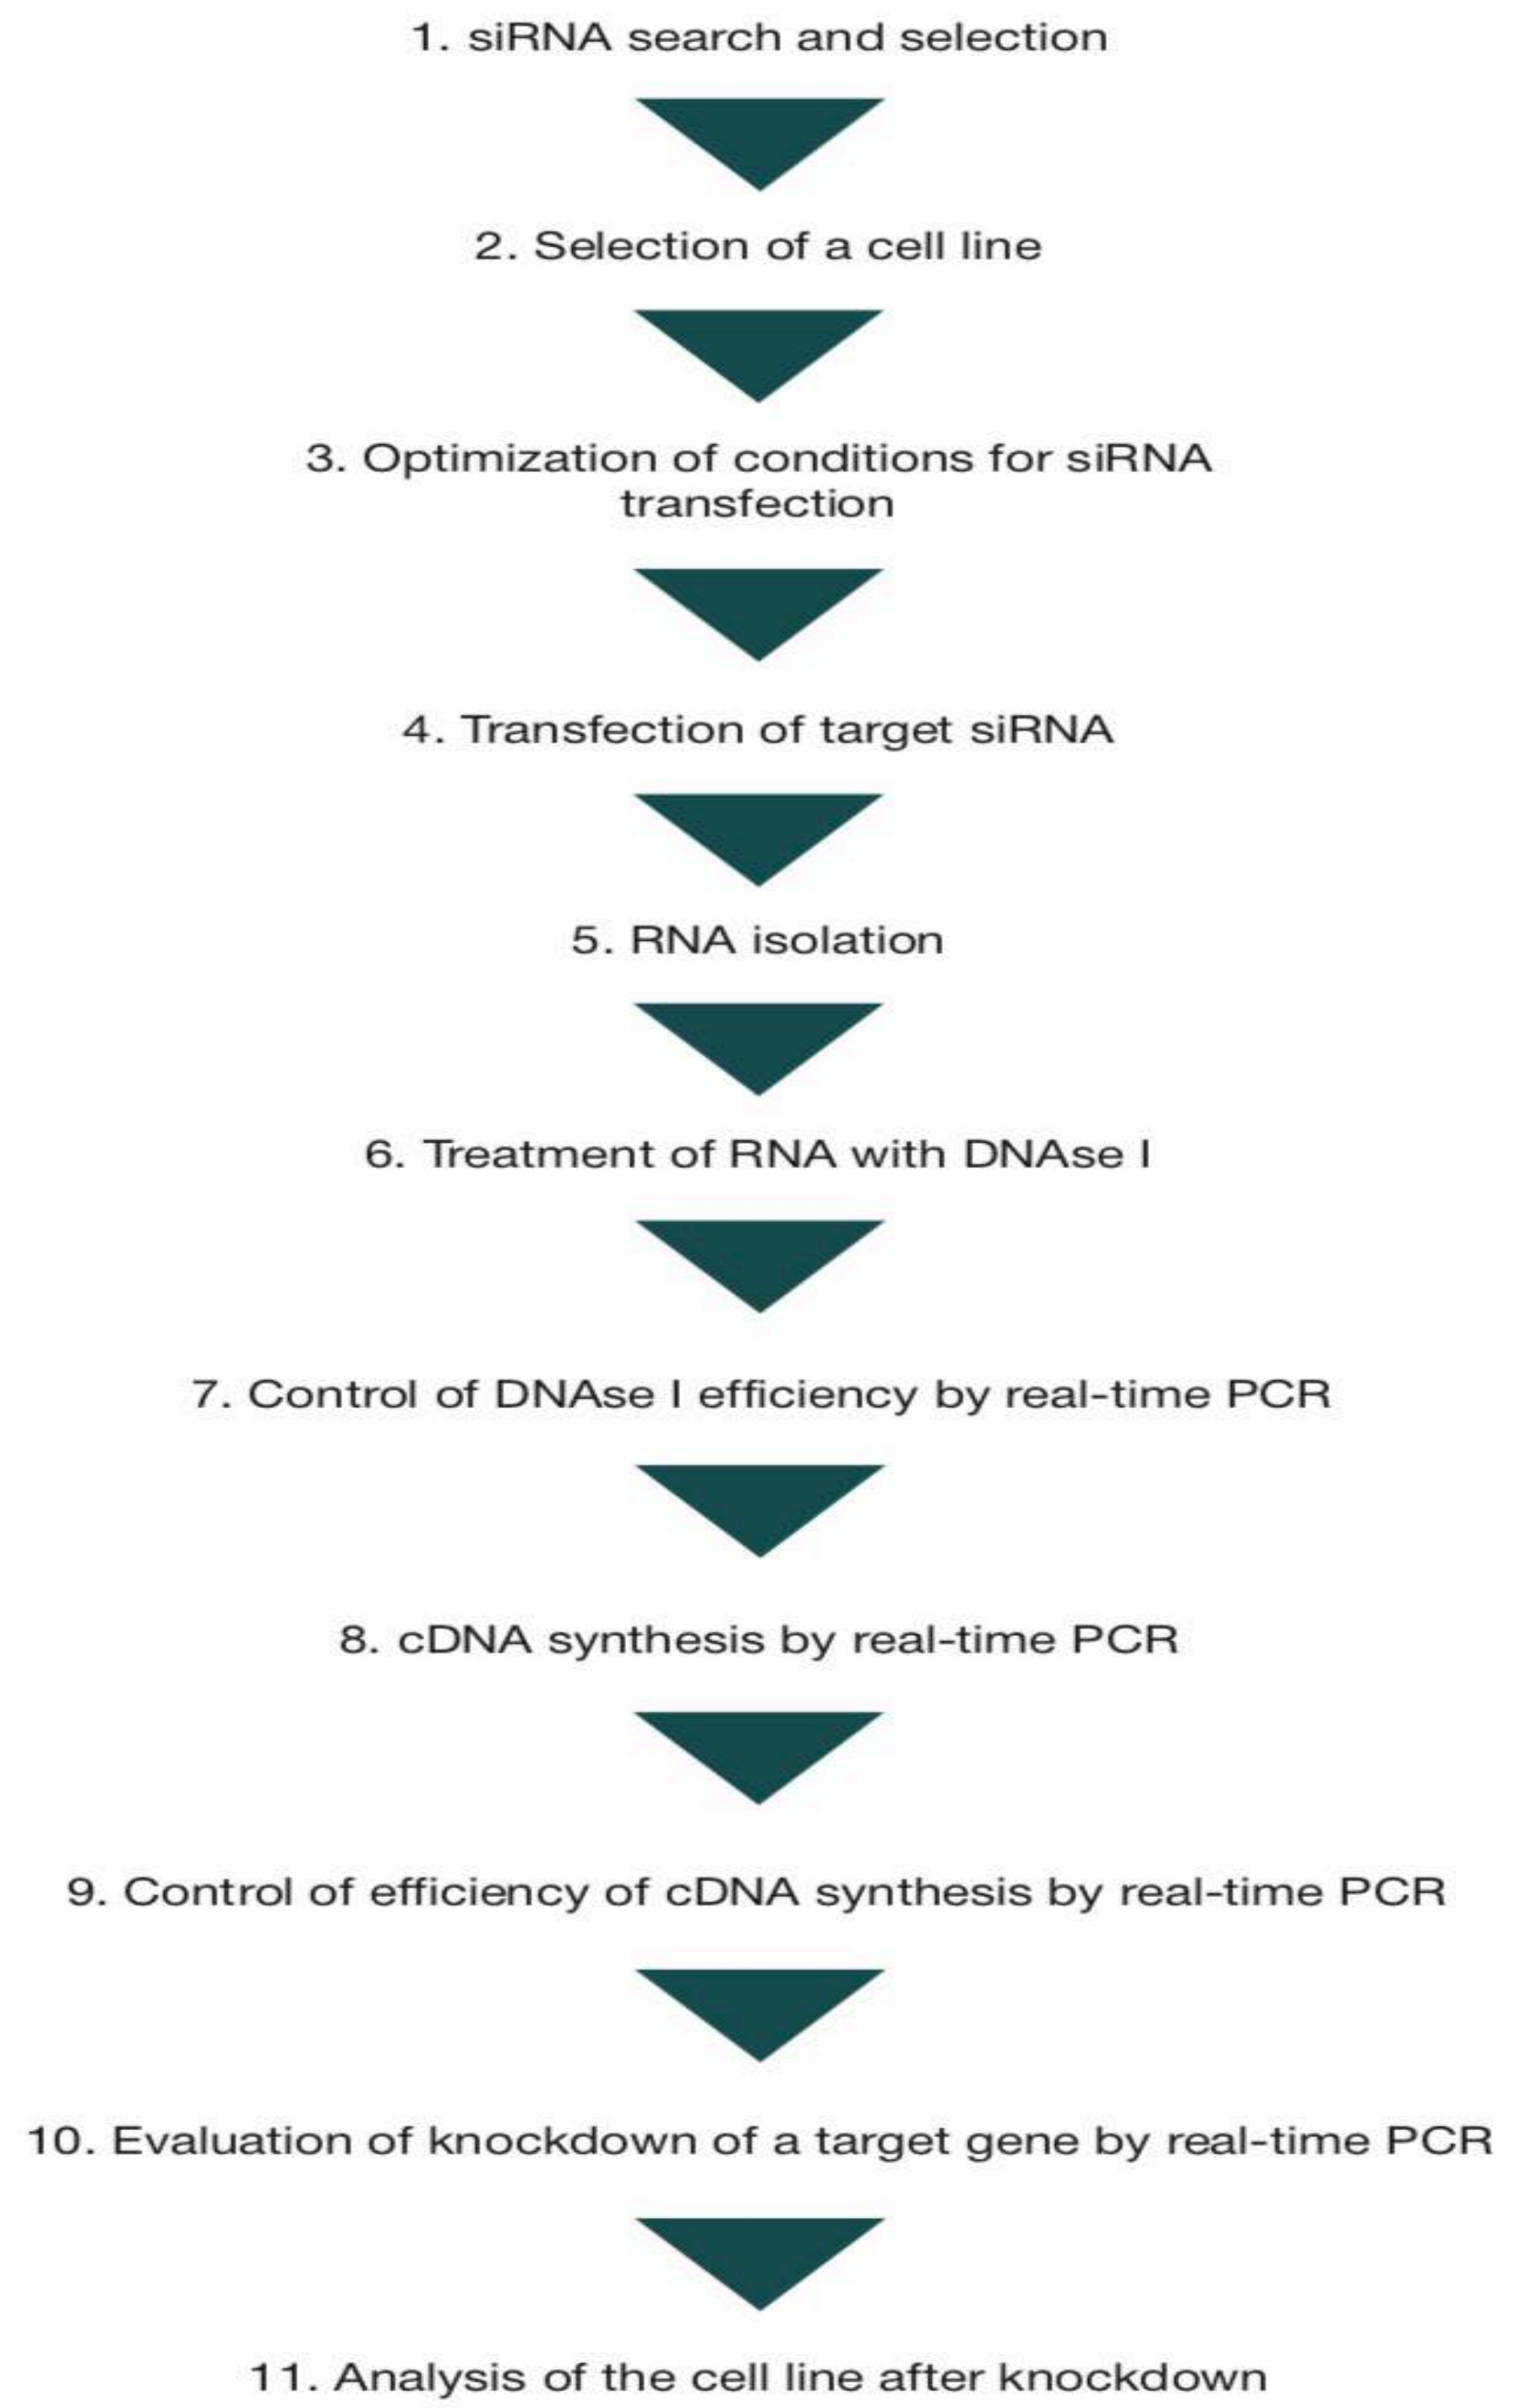 1. siRNA search and selection
2. Selection of a cell line
3. Optimization of conditions for siRNA
transfection
4. Transfection of target siRNA
5. RNA isolation
6. Treatment of RNA with DNAse I
7. Control of DNAse I efficiency by real-time PCR
8. cDNA synthesis by real-time PCR
9. Control of efficiency of cDNA synthesis by real-time PCR
10. Evaluation of knockdown of a target gene by real-time PCR
11. Analysis of the cell line after knockdown